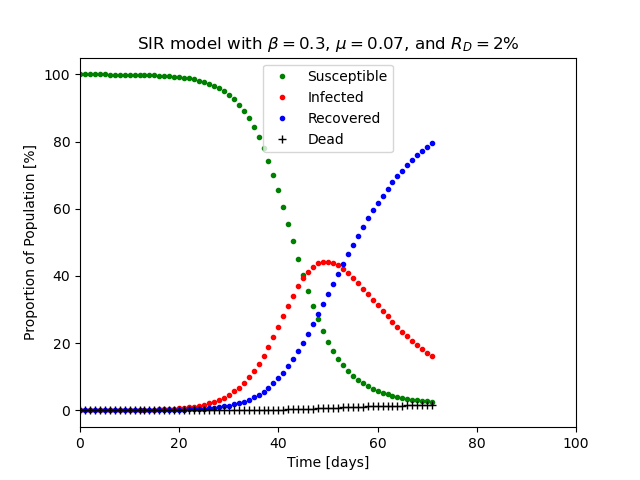 SIR model with β = 0.3, μ = 0.07, and R_D = 2%
100
80
60
40
20
0
Proportion of Population [%]
Susceptible
Infected
Recovered
Dead
0 20 40 60 80 100
Time [days]